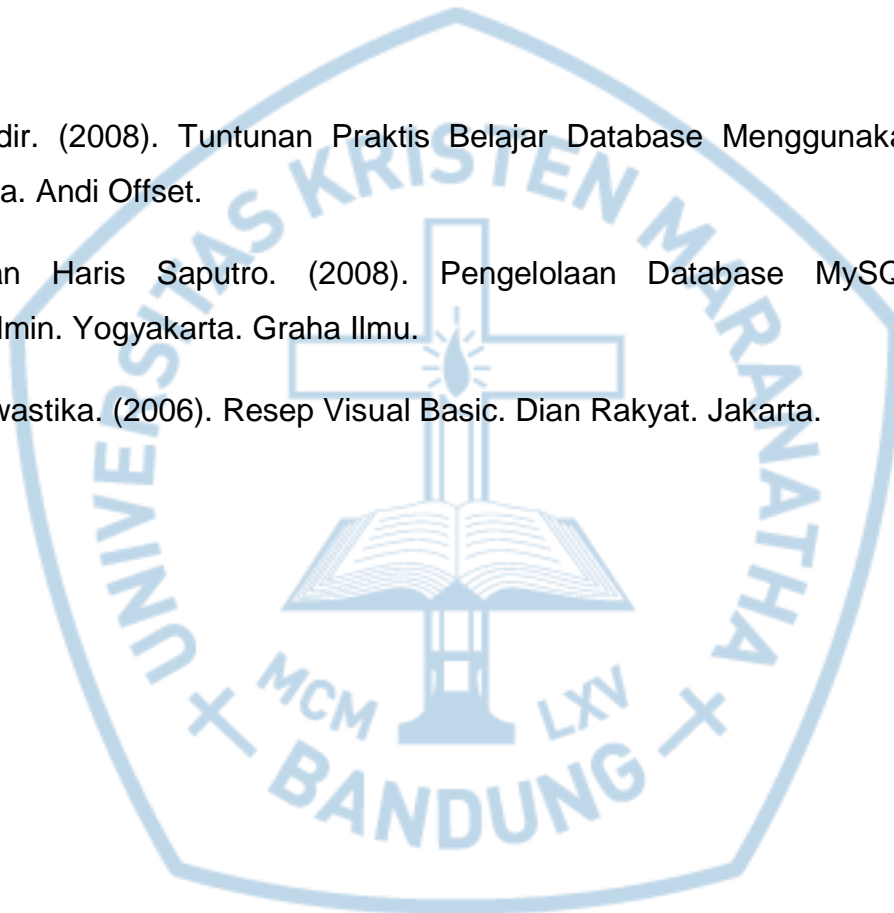 dir. (2008). Tuntunan Praktis Belajar Database Menggunaka
a. Andi Offset.
an Haris Saputro. (2008). Pengelolaan Database MySQ
lmin. Yogyakarta. Graha Ilmu.
wastika. (2006). Resep Visual Basic. Dian Rakyat. Jakarta.
UNIVERSITAS KRISTEN MARANATHA
MCM LXV
BANDUNG